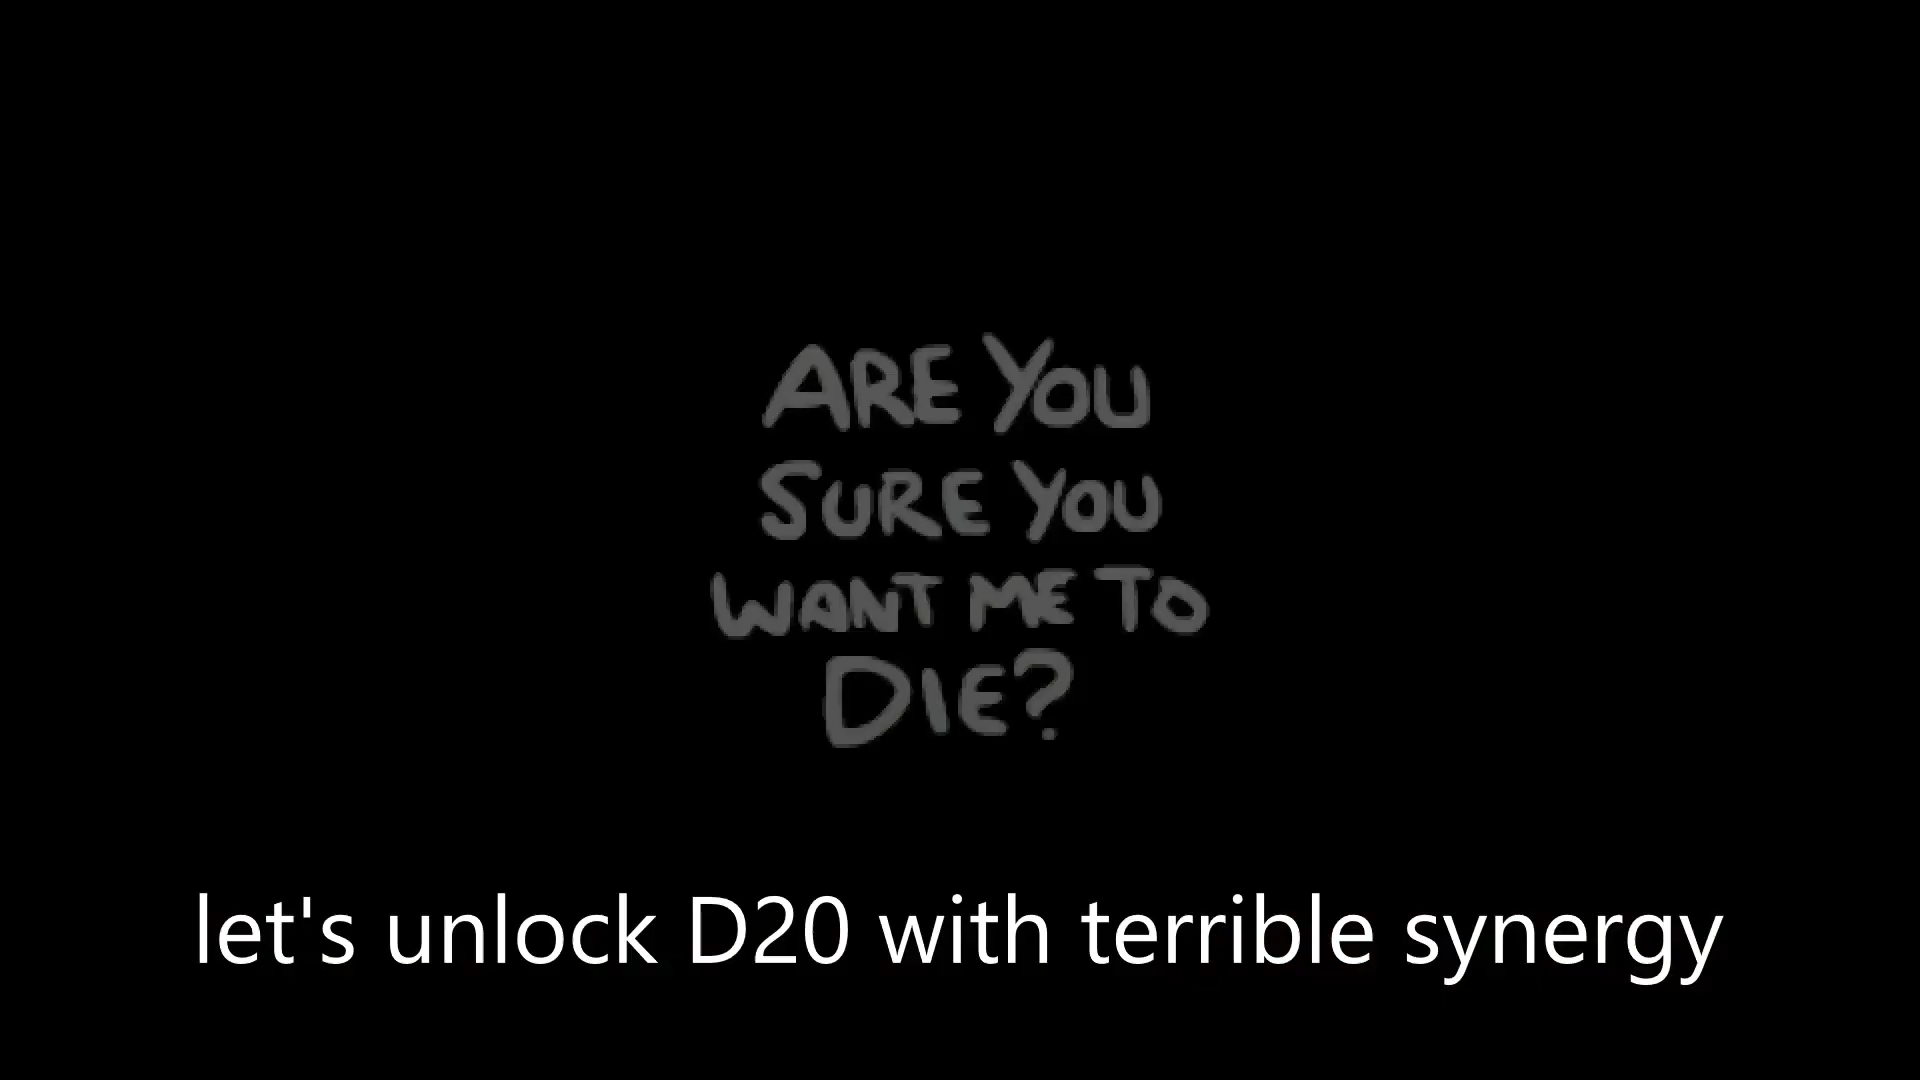 ARE YOU
SURE YOU
WANT ME TO
DIE?
let's unlock D20 with terrible synergy